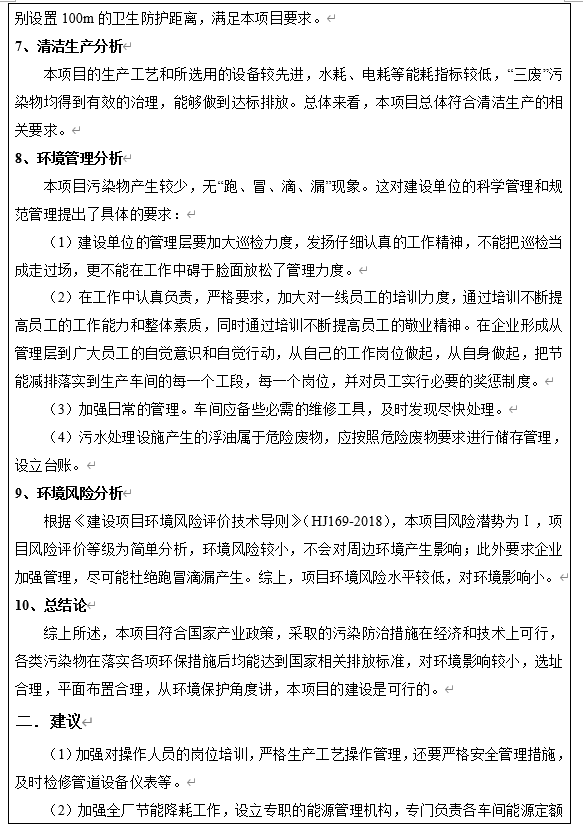 别设置 100m 的卫生防护距离，满足本项目要求。
7、清洁生产分析
本项目的生产工艺和所选用的设备较先进，水耗、电耗等能耗指标较低，“三废”污
染物均得到有效的治理，能够做到达标排放。总体来看，本项目总体符合清洁生产的相
关要求。
8、环境管理分析
本项目污染物产生较少，无“跑、冒、滴、漏”现象。这对建设单位的科学管理和规
范管理提出了具体的要求：
（1）建设单位的管理层要加大巡检力度，发扬仔细认真的工作精神，不能把巡检当
成走过场，更不能在工作中碍于脸面放松了管理力度。
（2）在工作中认真负责，严格要求，加大对一线员工的培训力度，通过培训不断提
高员工的工作能力和整体素质，同时通过培训不断提高员工的敬业精神。在企业形成从
管理层到广大员工的自觉意识和自觉行动，从自己的工作岗位做起，从自身做起，把节
能减排落实到生产车间的每一个工段，每一个岗位，并对员工实行必要的奖惩制度。
（3）加强日常的管理。车间应备些必需的维修工具，及时发现尽快处理。
（4）污水处理设施产生的浮油属于危险废物，应按照危险废物要求进行储存管理，
设立台账。
9、环境风险分析
根据《建设项目环境风险评价技术导则》（HJ169-2018），本项目风险潜势为Ⅰ，项
目风险评价等级为简单分析，环境风险较小，不会对周边环境产生影响；此外要求企业
加强管理，尽可能杜绝跑冒滴漏产生。综上，项目环境风险水平较低，对环境影响小。
10、总结论
综上所述，本项目符合国家产业政策，采取的污染防治措施在经济和技术上可行，
各类污染物在落实各项环保措施后均能达到国家相关排放标准，对环境影响较小，选址
合理，平面布置合理，从环境保护角度讲，本项目的建设是可行的。
二．建议
（1）加强对操作人员的岗位培训，严格生产工艺操作管理，还要严格安全管理措施，
及时检修管道设备仪表等。
（2）加强全厂节能降耗工作，设立专职的能源管理机构，专门负责各车间能源定额